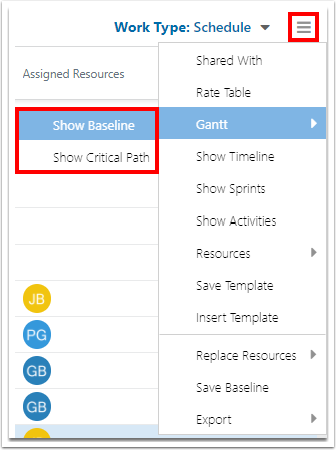 Work Type: Schedule
Assigned Resources
Shared With
Rate Table
Gantt
Show Baseline
Show Critical Path
Show Timeline
Show Sprints
Show Activities
Resources
Save Template
Insert Template
Replace Resources
Save Baseline
Export
JB
PG
GB
GB